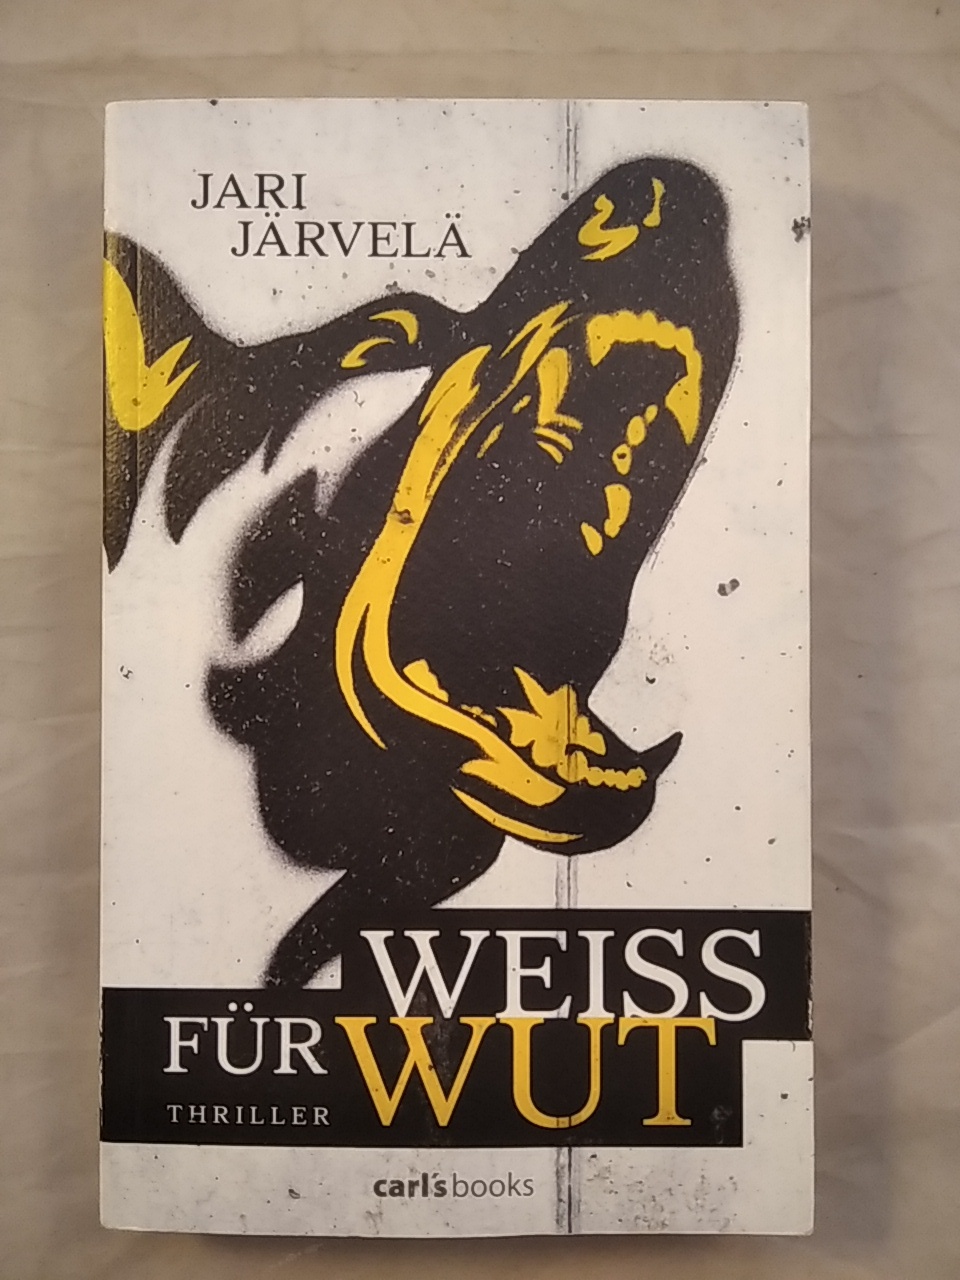 JARI
JÄRVELÄ
WEISS
FÜR WUT
THRILLER
carl's books